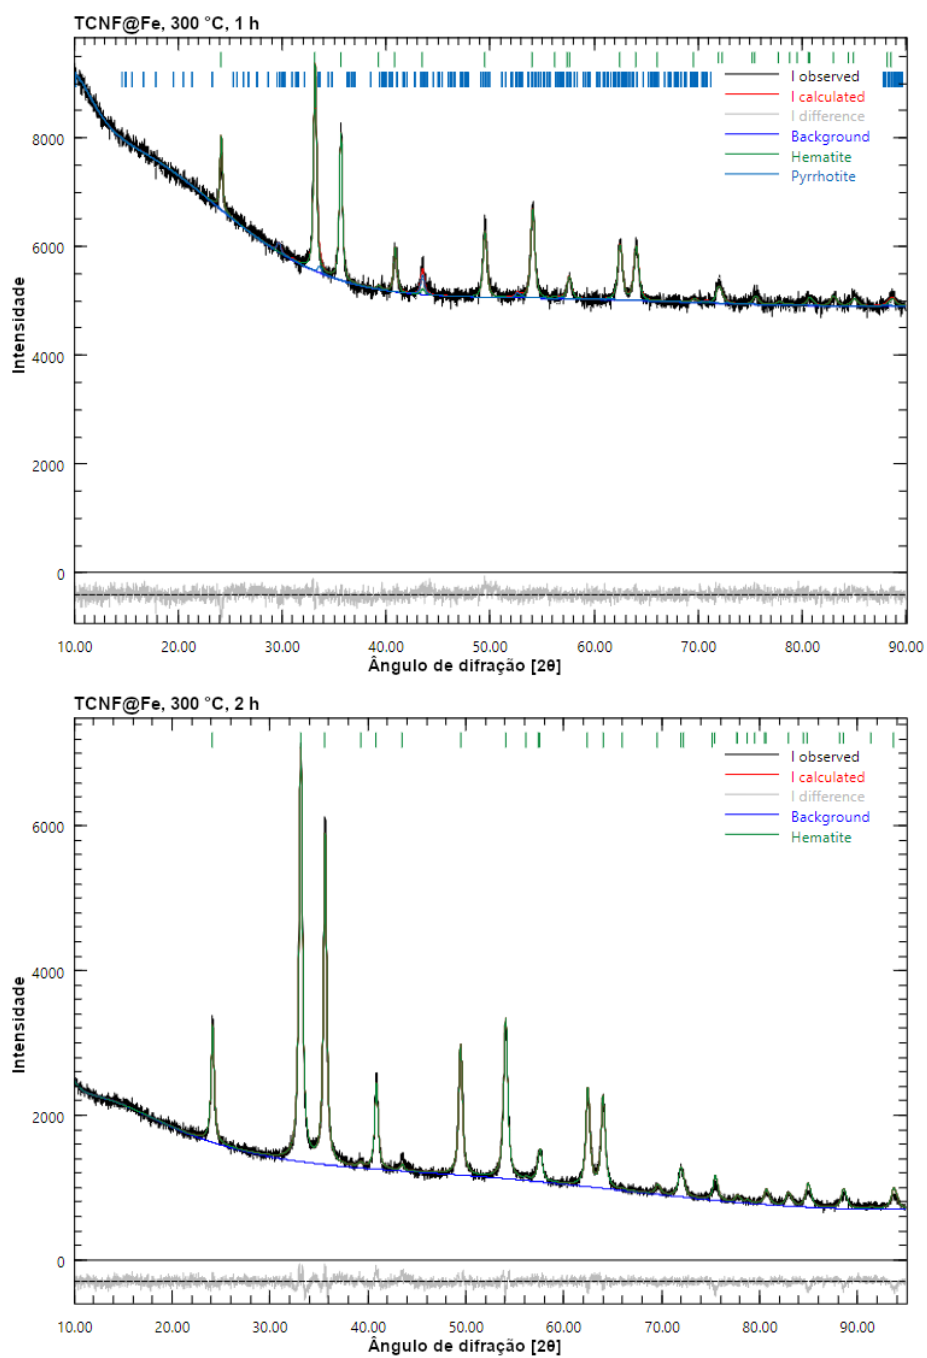 TCNF@Fe, 300 °C, 1 h
I observed
I calculated
I difference
Background
Hematite
Pyrrhotite
8000
6000
4000
2000
0
Intensidade
10.00 20.00 30.00 40.00 50.00 60.00 70.00 80.00 90.00
Ângulo de difração [2θ]
TCNF@Fe, 300 °C, 2 h
I observed
I calculated
I difference
Background
Hematite
6000
4000
2000
0
Intensidade
10.00 20.00 30.00 40.00 50.00 60.00 70.00 80.00 90.00
Ângulo de difração [2θ]